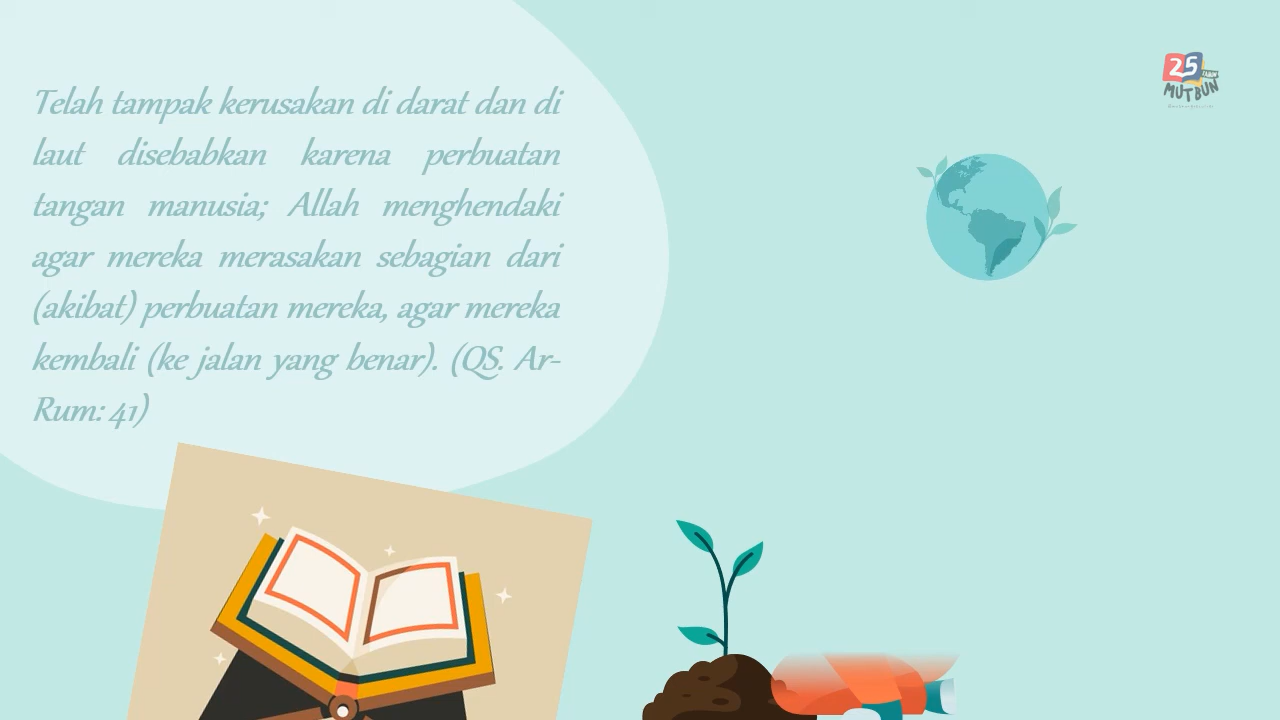 Telah tampak kerusakan di darat dan di
laut disebabkan karena perbuatan
tangan manusia; Allah menghendaki
agar mereka merasakan sebagian dari
(akibat) perbuatan mereka, agar mereka
kembali (ke jalan yang benar). (QS. Ar-
Rum: 41)
25
MUTBUN